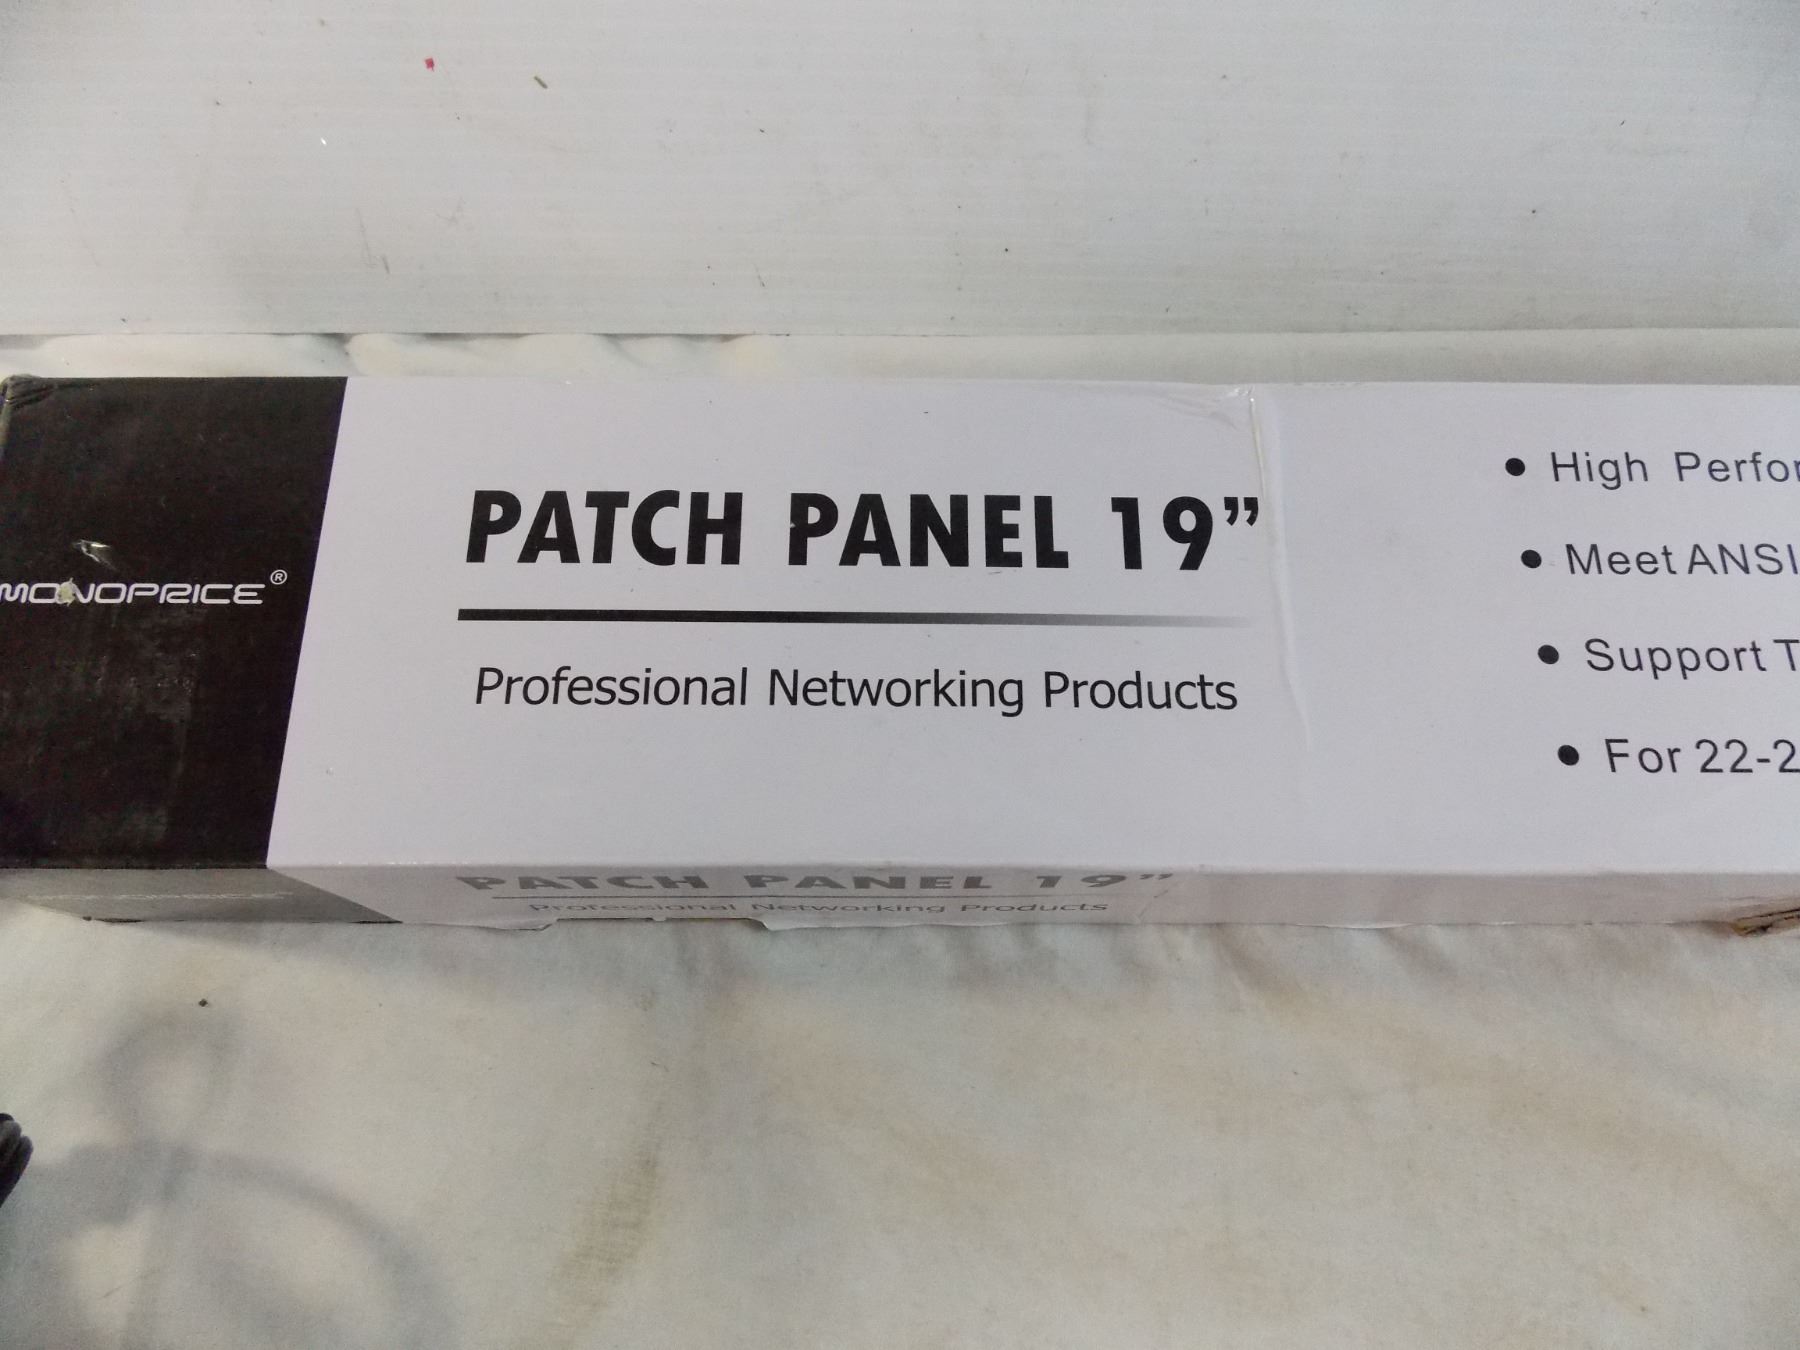 MONOPRICE®
PATCH PANEL 19”
Professional Networking Products
• High Perfor
• Meet ANSI
• Support T
• For 22-2
PATCH PANEL 19”
Professional Networking Products